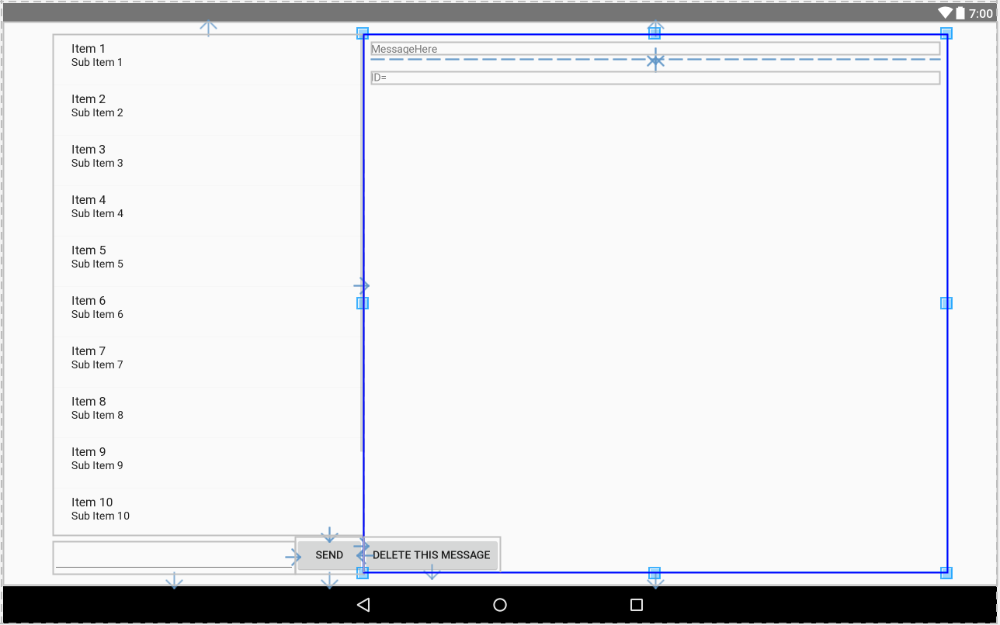 7:00
Item 1
Sub Item 1
Item 2
Sub Item 2
Item 3
Sub Item 3
Item 4
Sub Item 4
Item 5
Sub Item 5
Item 6
Sub Item 6
Item 7
Sub Item 7
Item 8
Sub Item 8
Item 9
Sub Item 9
Item 10
Sub Item 10
MessageHere
ID=
SEND
DELETE THIS MESSAGE